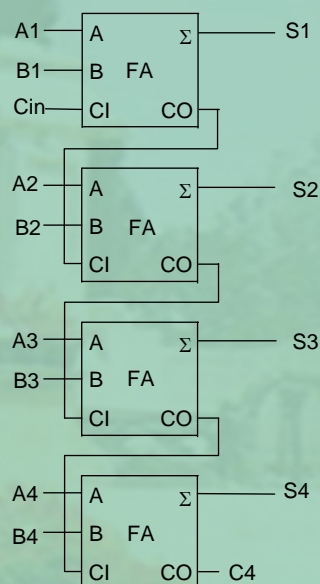 A1 A Σ S1
B1 B FA
Cin CI CO
A2 A Σ S2
B2 B FA
CI CO
A3 A Σ S3
B3 B FA
CI CO
A4 A Σ S4
B4 B FA
CI CO C4